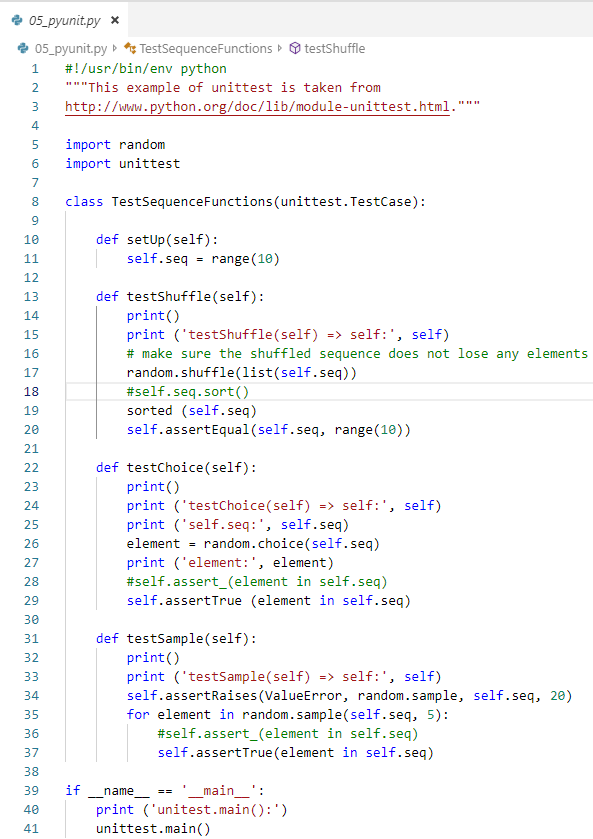 05_pyunit.py ×
05_pyunit.py TestSequenceFunctions testShuffle
1 #!/usr/bin/env python
2 """This example of unittest is taken from
3 http://www.python.org/doc/lib/module-unittest.html."""
4
5 import random
6 import unittest
7
8 class TestSequenceFunctions(unittest.TestCase):
9
10     def setUp(self):
11         self.seq = range(10)
12
13     def testShuffle(self):
14         print()
15         print ('testShuffle(self) => self:', self)
16         # make sure the shuffled sequence does not lose any elements
17         random.shuffle(list(self.seq))
18         #self.seq.sort()
19         sorted (self.seq)
20         self.assertEqual(self.seq, range(10))
21
22     def testChoice(self):
23         print()
24         print ('testChoice(self) => self:', self)
25         print ('self.seq:', self.seq)
26         element = random.choice(self.seq)
27         print ('element:', element)
28         #self.assert_(element in self.seq)
29         self.assertTrue (element in self.seq)
30
31     def testSample(self):
32         print()
33         print ('testSample(self) => self:', self)
34         self.assertRaises(ValueError, random.sample, self.seq, 20)
35         for element in random.sample(self.seq, 5):
36             #self.assert_(element in self.seq)
37             self.assertTrue(element in self.seq)
38
39 if __name__ == '__main__':
40     print ('unitest.main():')
41     unittest.main()